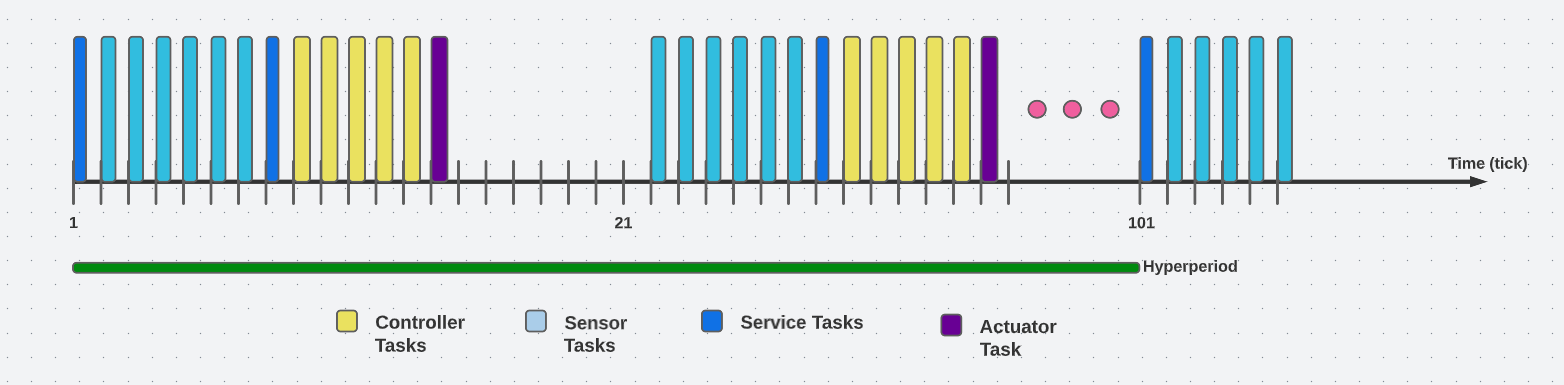 Time (tick)
1
21
101
Hyperperiod
Controller
Tasks
Sensor
Tasks
Service Tasks
Actuator
Task